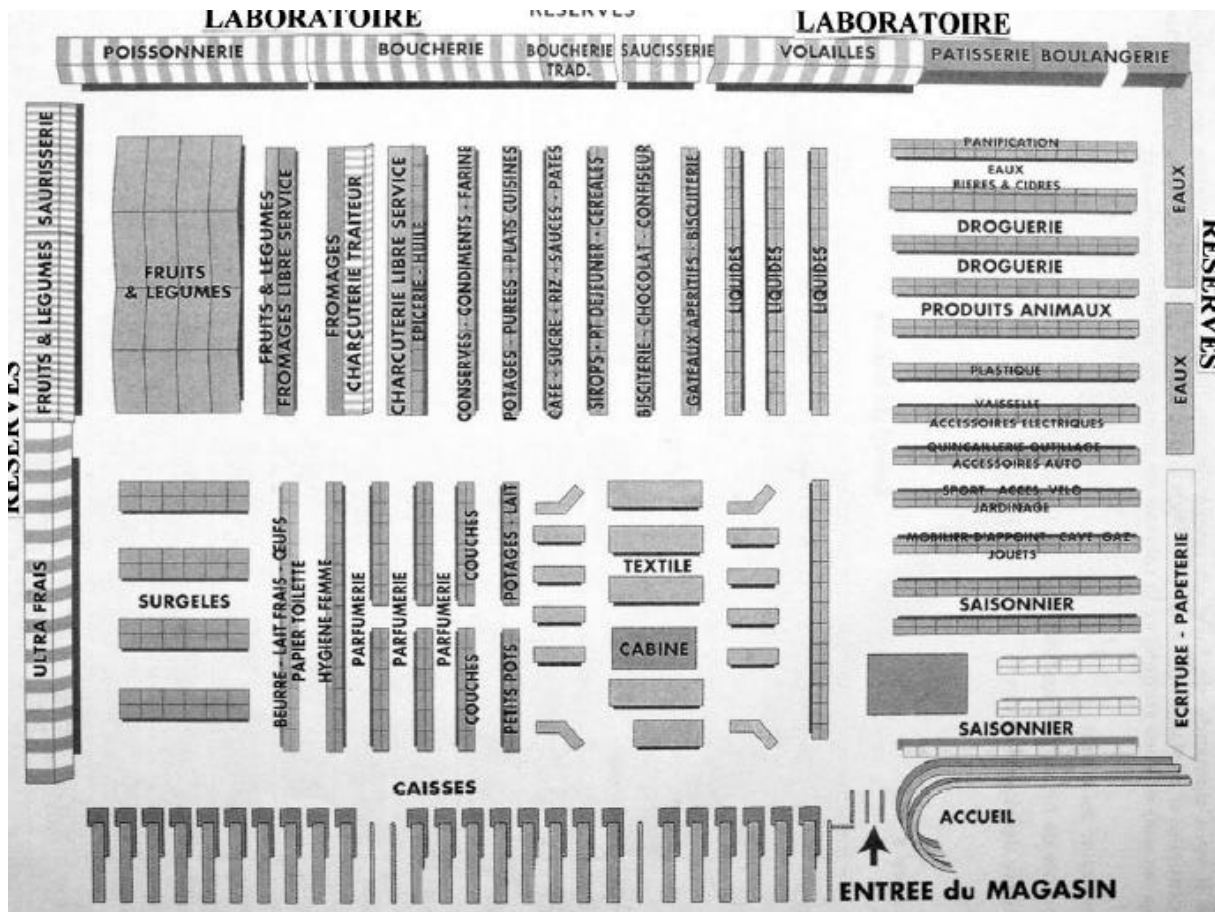 LABORATOIRE
RESERVES
LABORATOIRE
POISSONNERIE
BOUCHERIE
BOUCHERIE
TRAD.
SAUCISSERIE
VOLAILLES
PATISSERIE BOULANGERIE
FRUITS & LEGUMES SAURISSERIE
RESERVES
ULTRA FRAIS
FRUITS
& LEGUMES
FRUITS & LEGUMES
FROMAGES LIBRE SERVICE
FROMAGES
CHARCUTERIE TRAITEUR
CHARCUTERIE LIBRE SERVICE
EPICERIE - HUILE
CONSERVES - CONDIMENTS - FARINE
POTAGES - PUREES - PLATS CUISINES
CAFE - SUCRE - RIZ - SAUCES - PATES
SIROPS - PT DEJEUNER - CEREALES
BISCITERIE - CHOCOLAT - CONFISEUR
GATEAUX APERITIFS - BISCUITERIE
LIQUIDES
LIQUIDES
LIQUIDES
PANIFICATION
EAUX
BIERES & CIDRES
DROGUERIE
DROGUERIE
PRODUITS ANIMAUX
PLASTIQUE
VAISSELLE
ACCESSOIRES ELECTRIQUES
QUINCAILLERIE OUTILLAGE
ACCESSOIRES AUTO
SPORT - ACCES. VELO
JARDINAGE
MOBILIER D'APPOINT - CAVE - GAZ
JOUETS
SAISONNIER
SAISONNIER
EAUX
EAUX
RESERVES
ECRITURE - PAPETERIE
SURGELES
BEURRE - LAIT FRAIS - ŒUFS
PAPIER TOILETTE
HYGIENE FEMME
PARFUMERIE
PARFUMERIE
PARFUMERIE
COUCHES
COUCHES
POTAGES - LAIT
PETITS POTS
TEXTILE
CABINE
CAISSES
ACCUEIL
ENTREE du MAGASIN